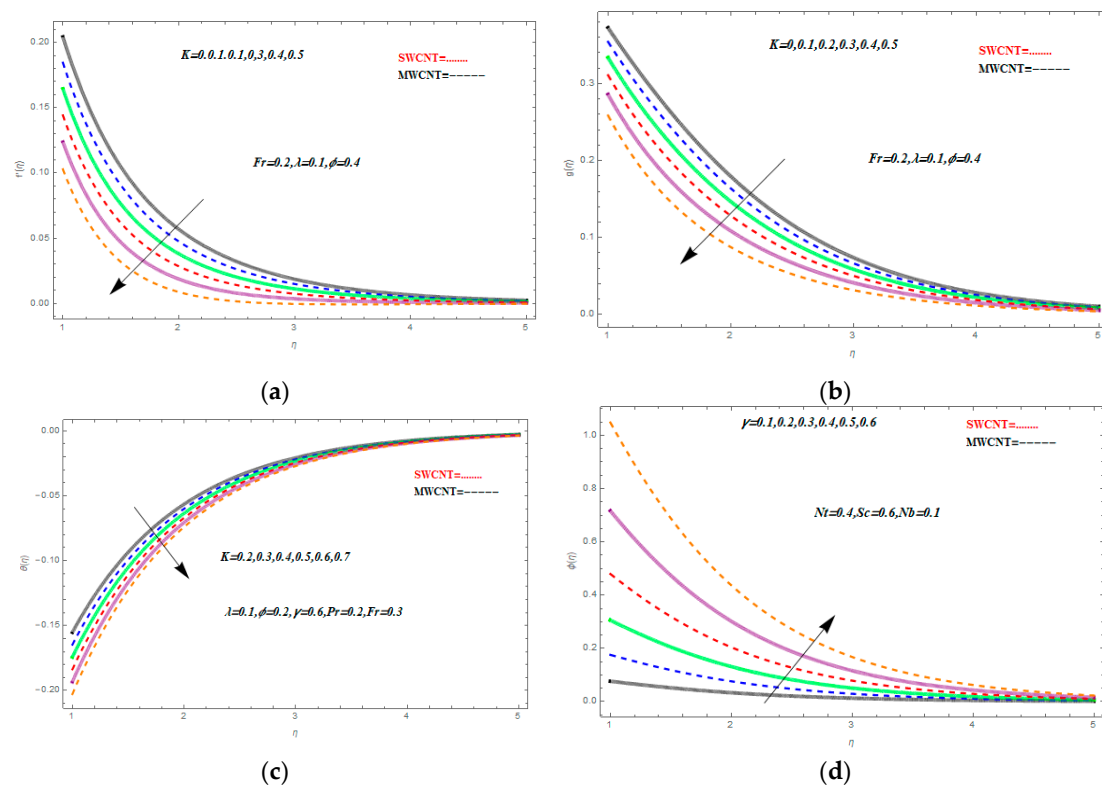 K=0.0.1.0.1,0,3,0.4,0.5
SWCNT=........
MWCNT=-----
Fr=0.2,λ=0.1,ϕ=0.4
f'(η)
0.20
0.15
0.10
0.05
0.00
1 2 3 4 5
η
(a)
K=0,0.1,0.2,0.3,0.4,0.5
SWCNT=........
MWCNT=-----
Fr=0.2,λ=0.1,ϕ=0.4
g(η)
0.3
0.2
0.1
0.0
1 2 3 4 5
η
(b)
0.00
-0.05
-0.10
-0.15
-0.20
θ(η)
SWCNT=........
MWCNT=-----
K=0.2,0.3,0.4,0.5,0.6,0.7
λ=0.1,ϕ=0.2,γ=0.6,Pr=0.2,Fr=0.3
1 2 3 4 5
η
(c)
γ=0.1,0.2,0.3,0.4,0.5,0.6
SWCNT=........
MWCNT=-----
Nt=0.4,Sc=0.6,Nb=0.1
ϕ(η)
1.0
0.8
0.6
0.4
0.2
0.0
1 2 3 4 5
η
(d)